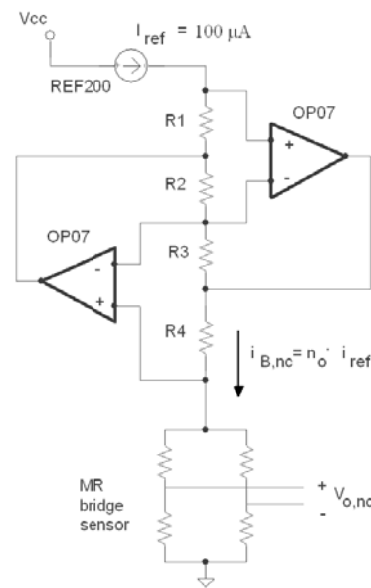 Vcc
I ref = 100 µA
REF200
R1
OP07
+
-
R2
OP07
-
+
R3
R4
i B,nc = n o · i ref
MR
bridge
sensor
+
V o,nc
-